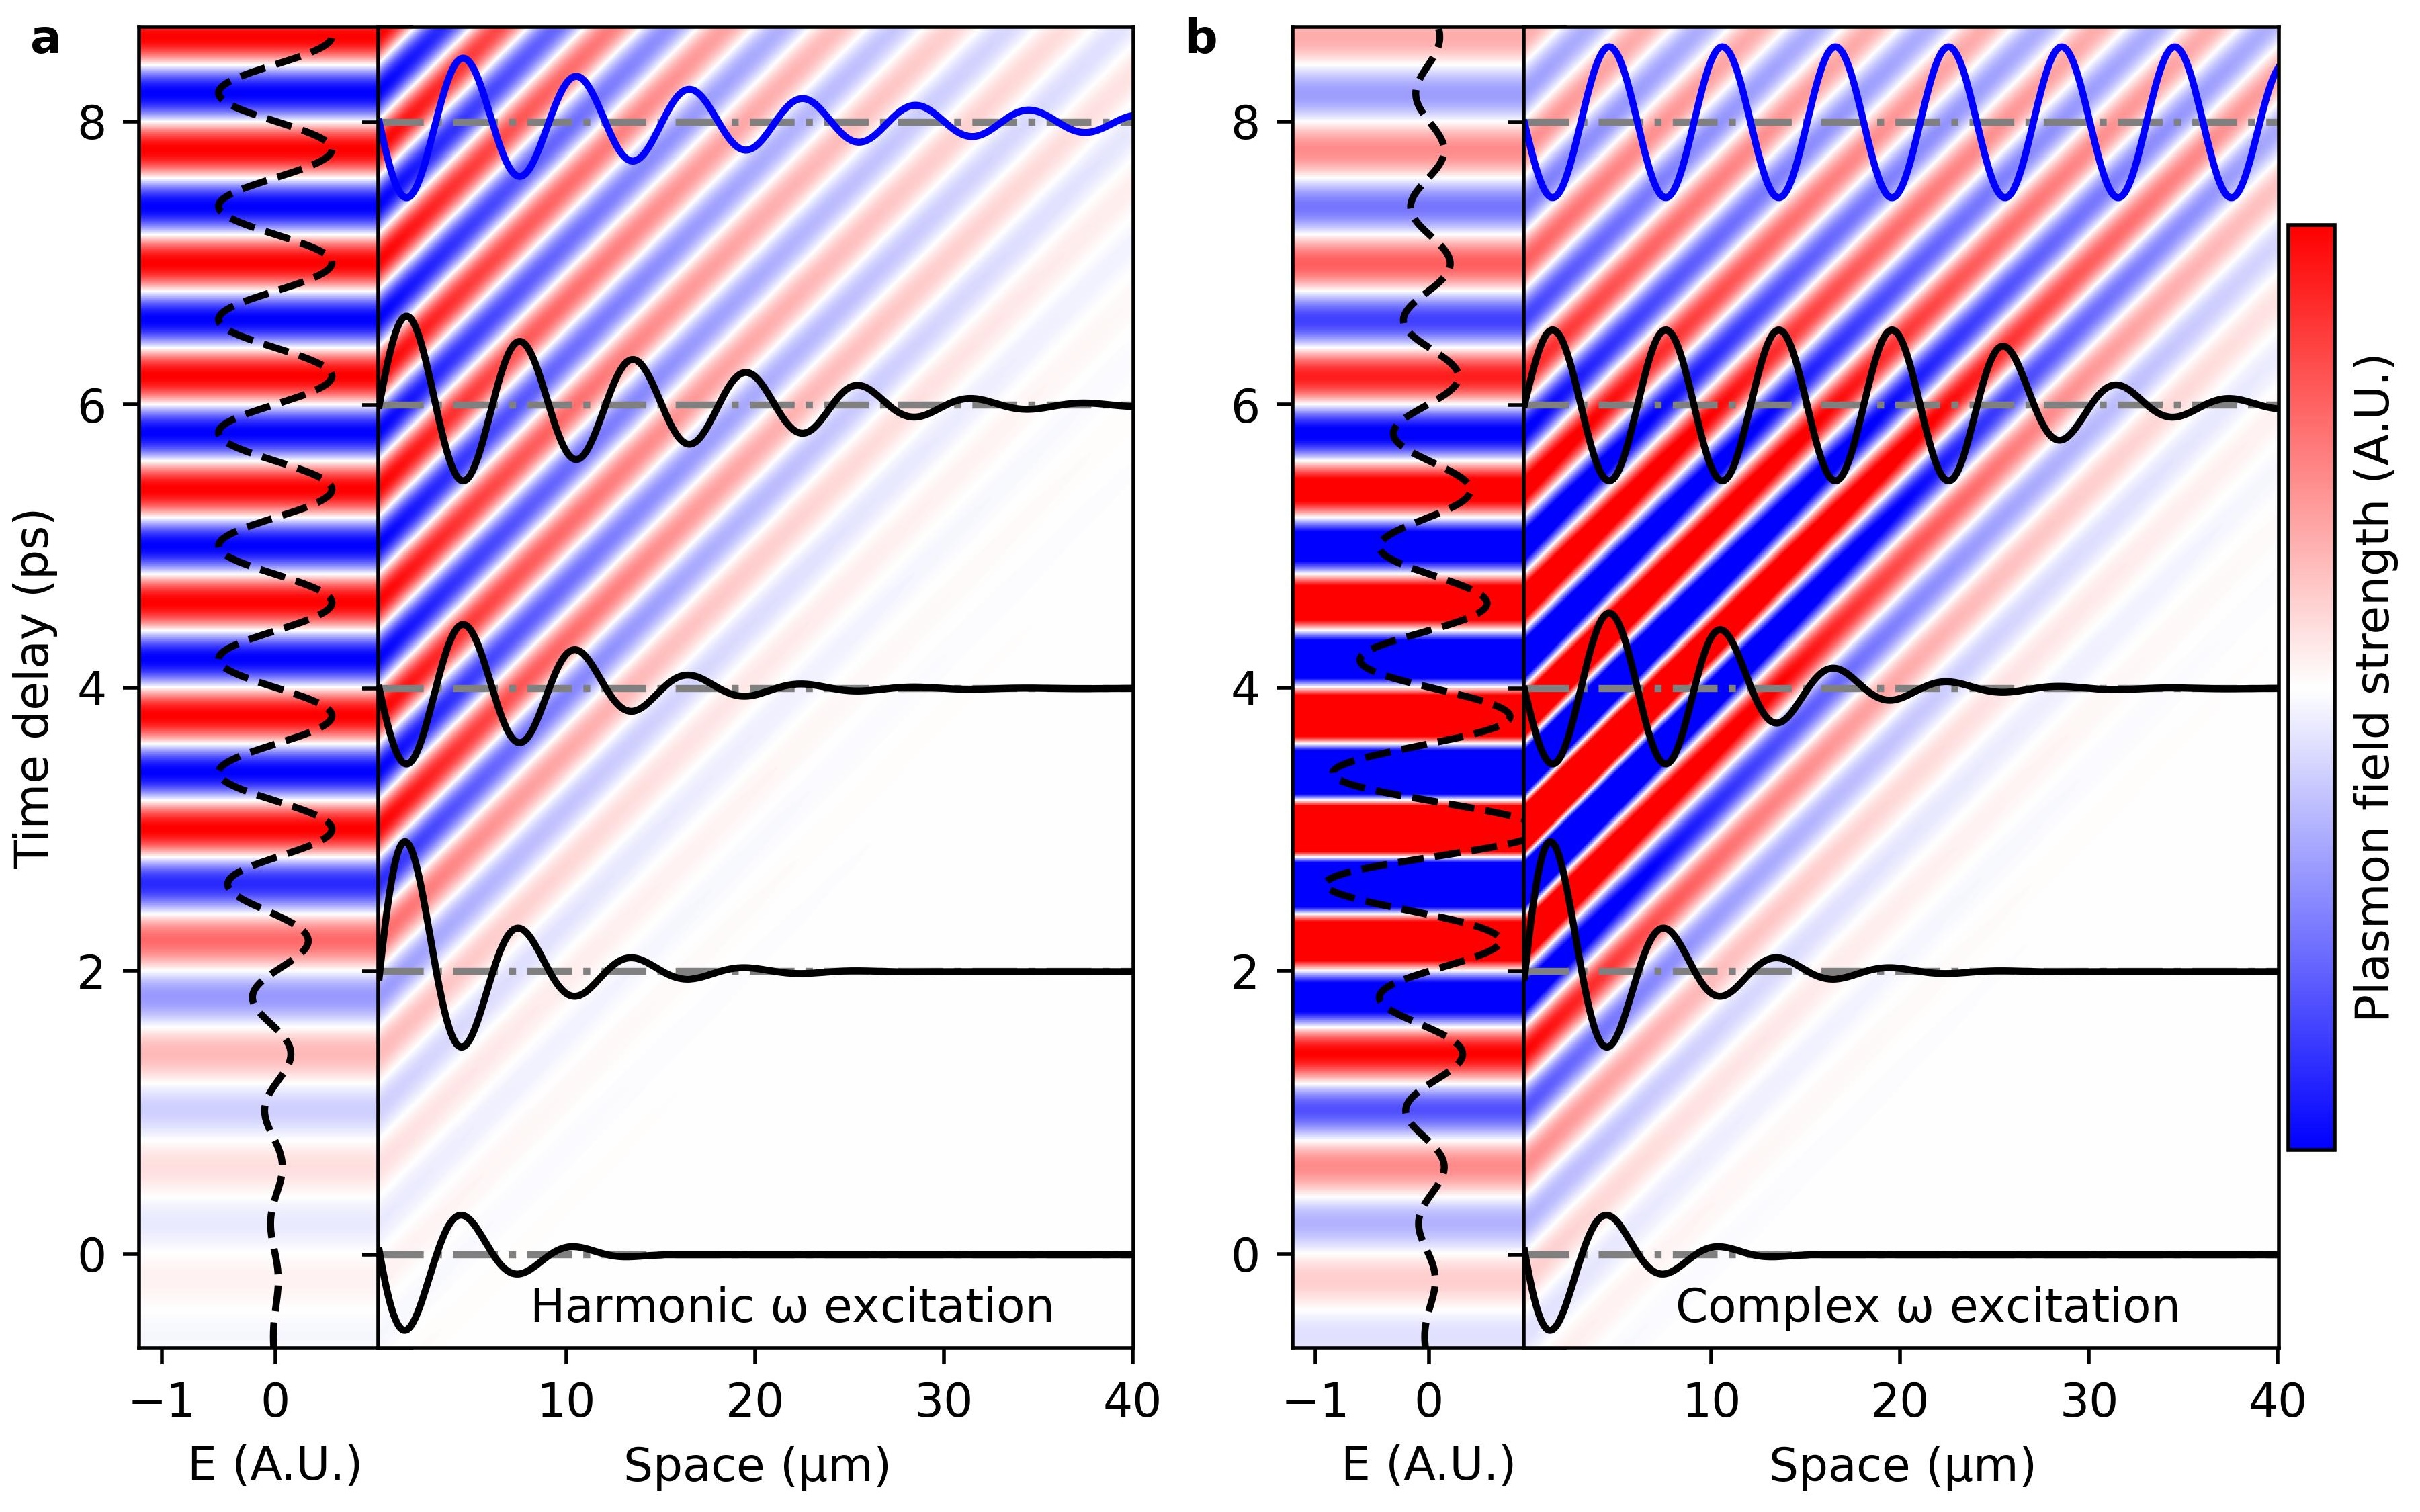 a
Time delay (ps)
8
6
4
2
0
Harmonic ω excitation
−1 0 10 20 30 40
E (A.U.) Space (μm)
b
8
6
4
2
0
Complex ω excitation
−1 0 10 20 30 40
E (A.U.) Space (μm)
Plasmon field strength (A.U.)